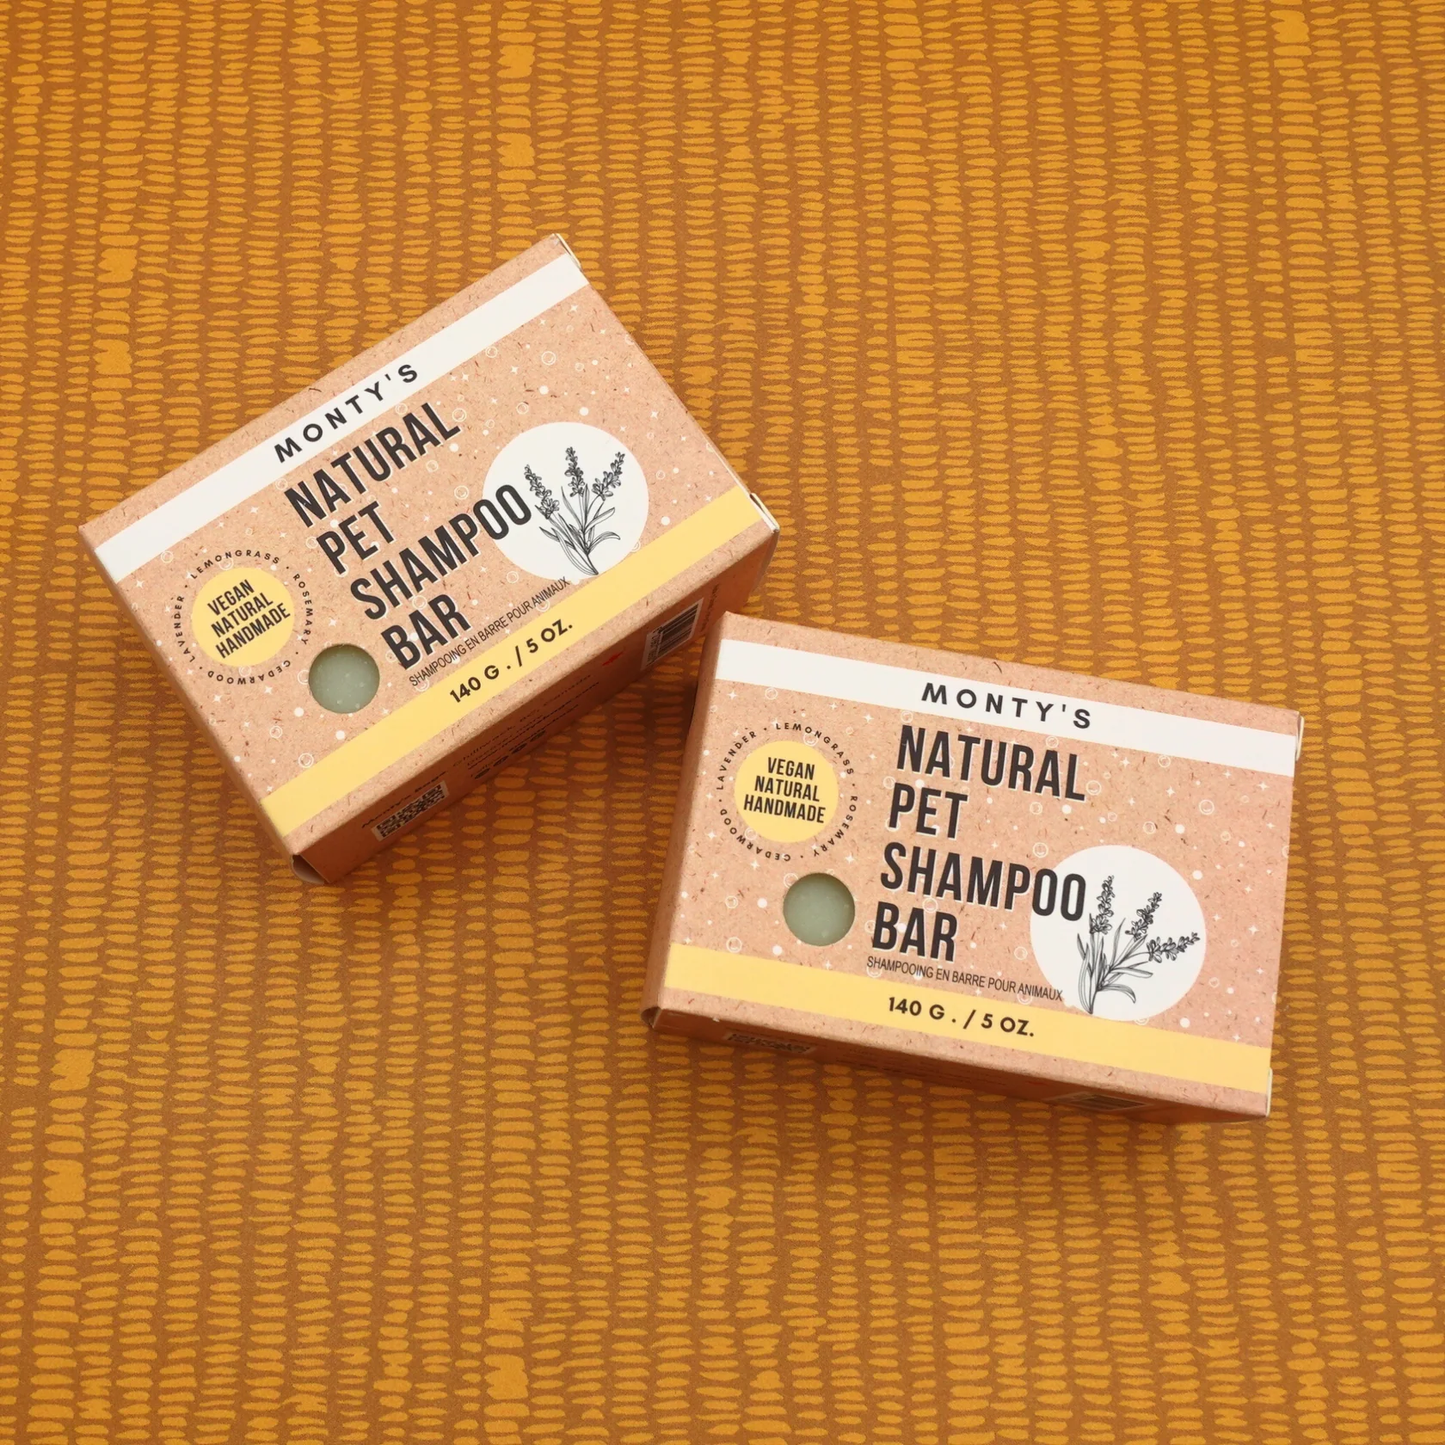 MONTY'S
NATURAL
PET
SHAMPOO
BAR
SHAMPOOING EN BARRE POUR ANIMAUX
140 G . / 5 OZ.
LAVENDER • LEMONGRASS • ROSEMARY • CEDARWOOD •
VEGAN
NATURAL
HANDMADE
MONTY'S
NATURAL
PET
SHAMPOO
BAR
SHAMPOOING EN BARRE POUR ANIMAUX
140 G . / 5 OZ.
LAVENDER • LEMONGRASS • ROSEMARY • CEDARWOOD •
VEGAN
NATURAL
HANDMADE